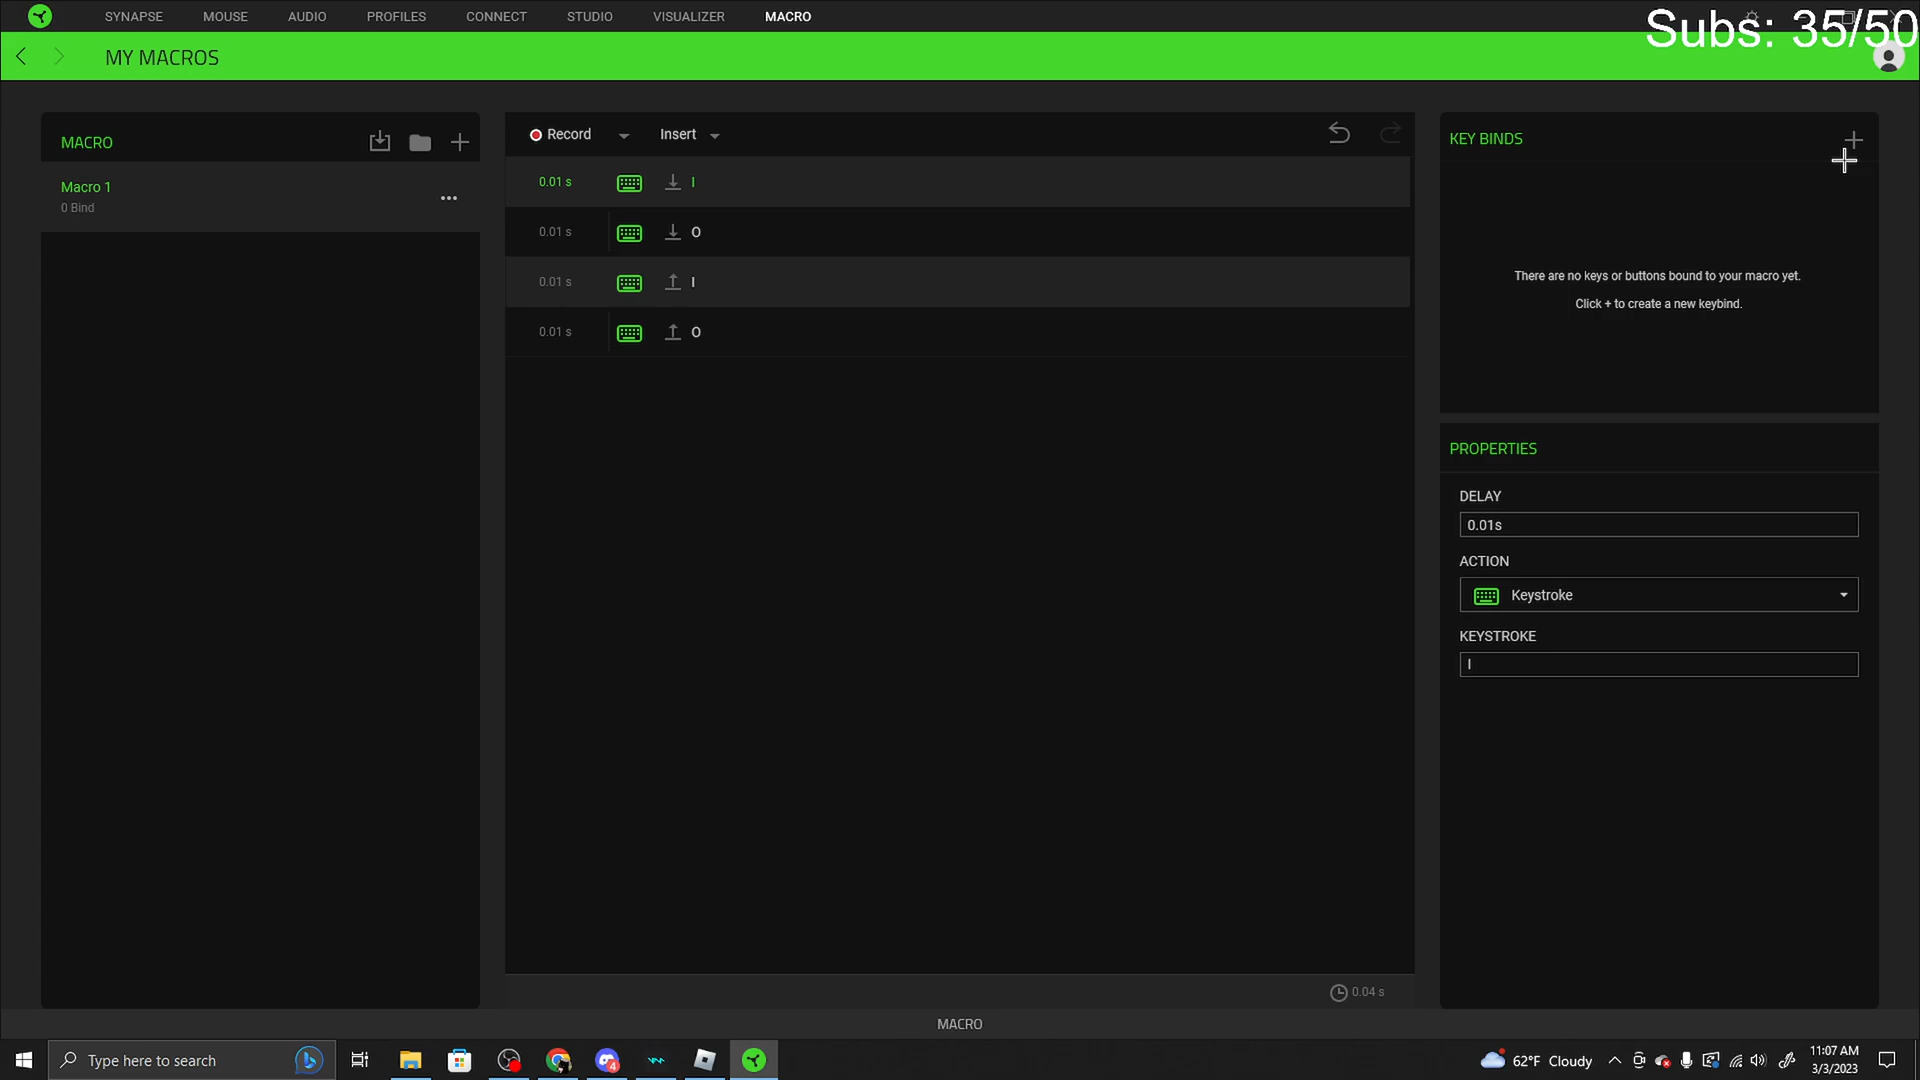 SYNAPSE MOUSE AUDIO PROFILES CONNECT STUDIO VISUALIZER MACRO
Subs: 35/50
MY MACROS
MACRO
Macro 1
0 Bind
Record Insert
0.01 s I
0.01 s O
0.01 s I
0.01 s O
0.04 s
KEY BINDS
There are no keys or buttons bound to your macro yet.
Click + to create a new keybind.
PROPERTIES
DELAY
0.01s
ACTION
Keystroke
KEYSTROKE
I
MACRO
Type here to search
4
62°F Cloudy
11:07 AM
3/3/2023